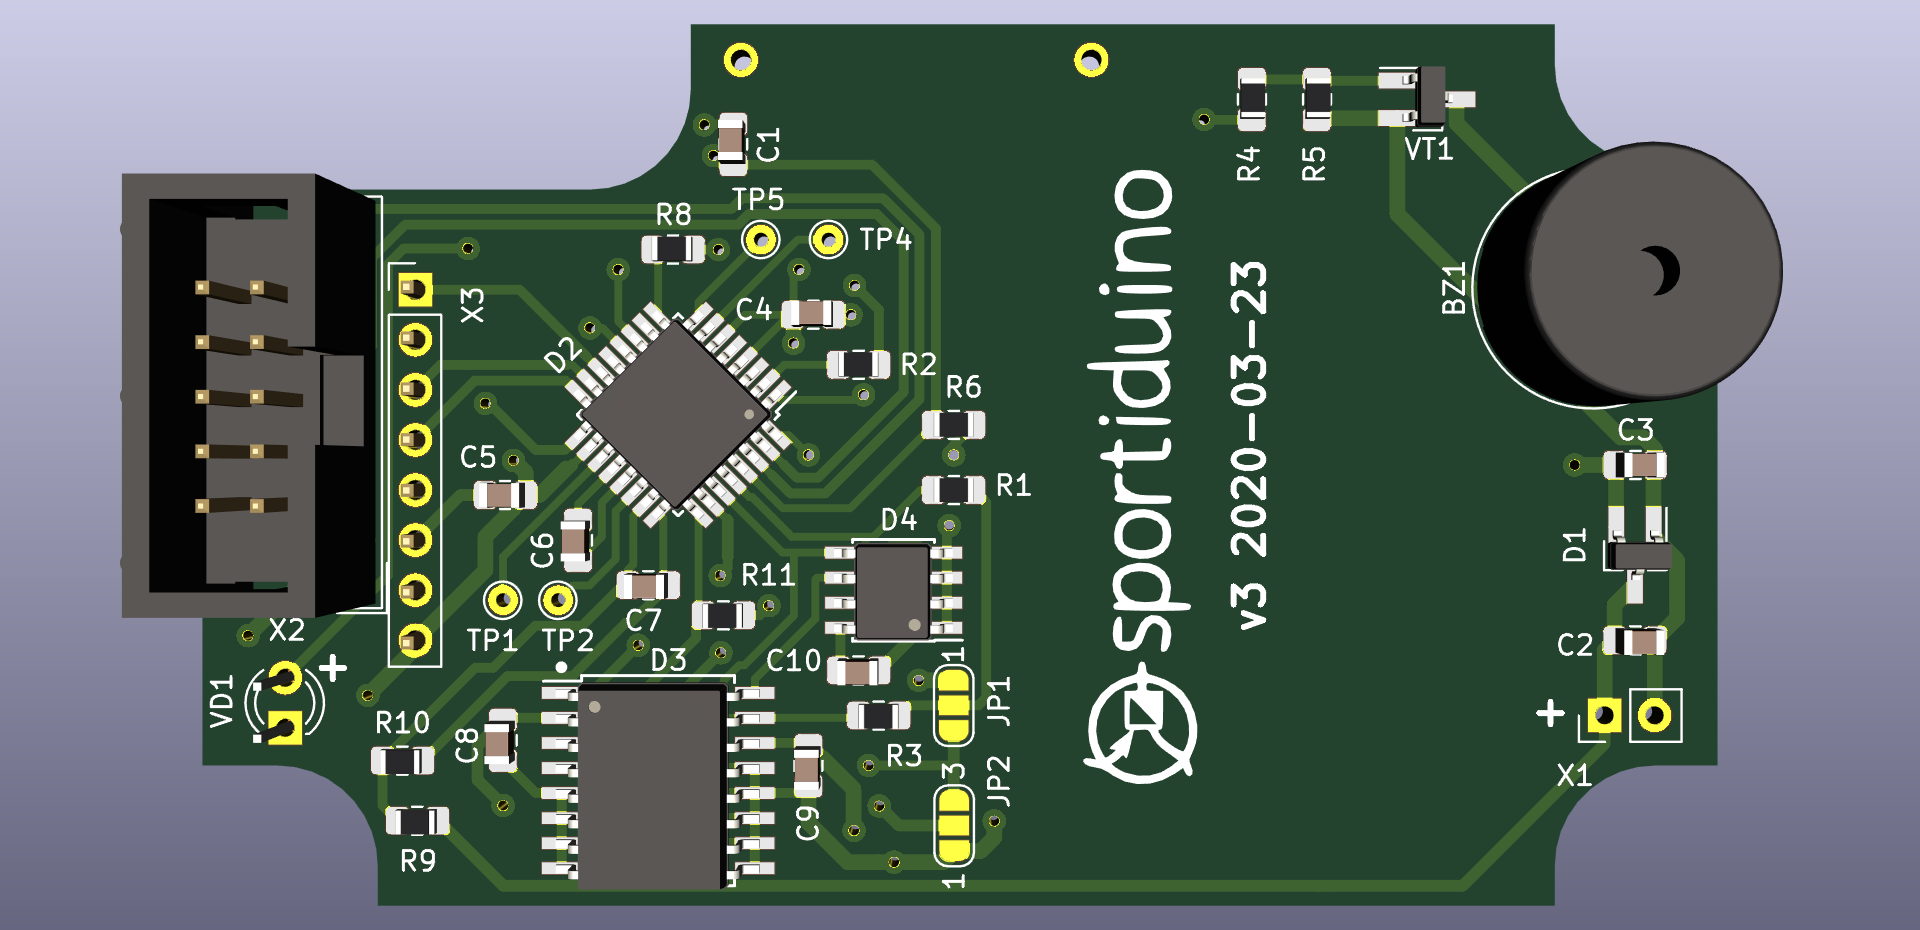 C1
TP5
R8
TP4
R4
R5
VT1
X3
C4
D2
R2
R6
BZ1
C5
R1
D4
C3
C6
R11
D1
C7
TP1
TP2
X2
+
D3
C10
1
C2
VD1
JP1
+
R10
C8
R3
3
JP2
X1
C9
R9
1
sportiduino
v3 2020-03-23